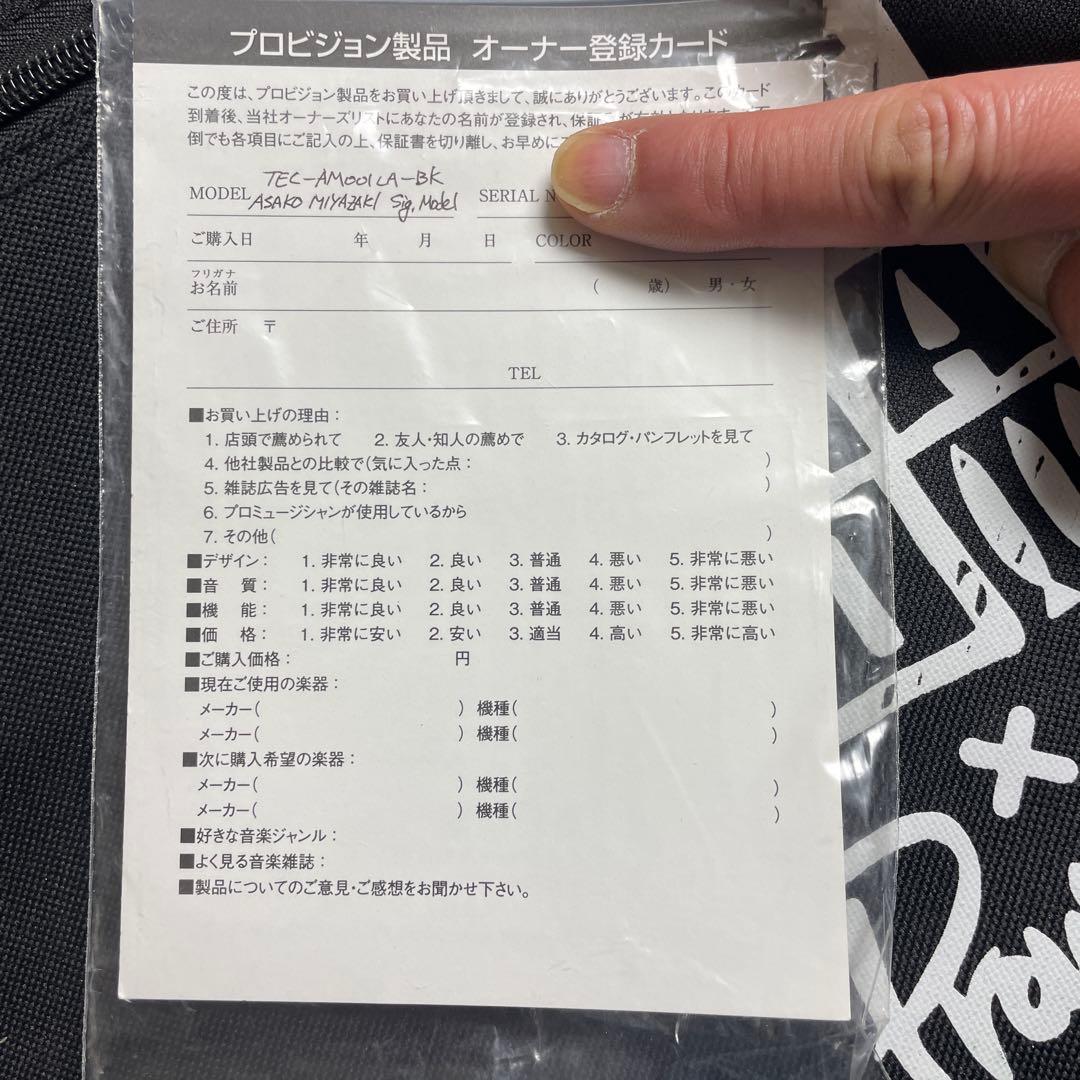 プロビジョン製品 オーナー登録カード
この度は、プロビジョン製品をお買い上げ頂きまして、誠にありがとうございます。このカード
到着後、当社オーナーズリストにあなたの名前が登録され、保証
倒でも各項目にご記入の上、保証書を切り離し、お早めに
MODEL TEC-AM001LA-BK SERIAL N
ASAKO MIYAZAKI Sig. Model
ご購入日 年 月 日 COLOR
フリガナ
お名前 ( 歳) 男・女
ご住所 〒
TEL
■お買い上げの理由：
1. 店頭で薦められて 2. 友人・知人の薦めで 3. カタログ・パンフレットを見て
4. 他社製品との比較で(気に入った点： )
5. 雑誌広告を見て(その雑誌名： )
6. プロミュージシャンが使用しているから
7. その他( )
■デザイン： 1. 非常に良い 2. 良い 3. 普通 4. 悪い 5. 非常に悪い
■音 質： 1. 非常に良い 2. 良い 3. 普通 4. 悪い 5. 非常に悪い
■機 能： 1. 非常に良い 2. 良い 3. 普通 4. 悪い 5. 非常に悪い
■価 格： 1. 非常に安い 2. 安い 3. 適当 4. 高い 5. 非常に高い
■ご購入価格： 円
■現在ご使用の楽器：
メーカー( ) 機種( )
メーカー( ) 機種( )
■次に購入希望の楽器：
メーカー( ) 機種( )
メーカー( ) 機種( )
■好きな音楽ジャンル：
■よく見る音楽雑誌：
■製品についてのご意見・ご感想をお聞かせ下さい。